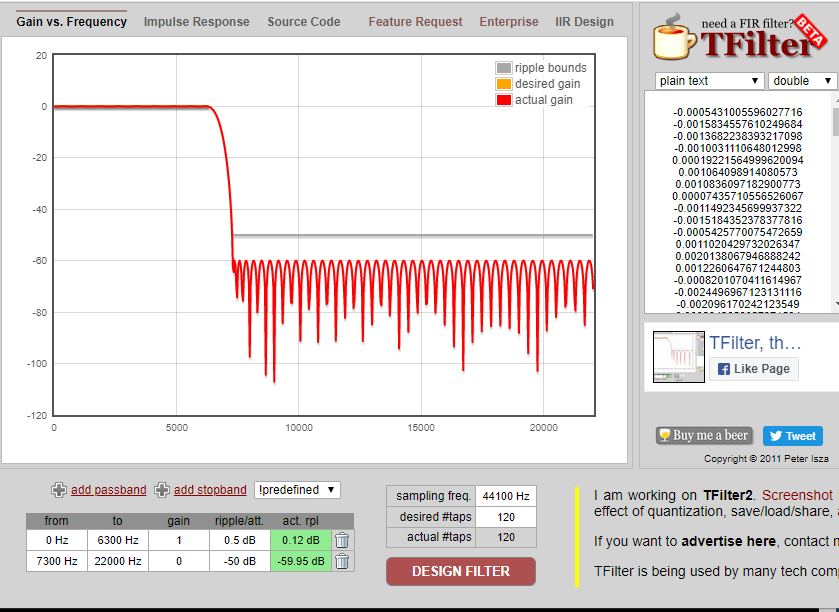 Gain vs. Frequency Impulse Response Source Code Feature Request Enterprise IIR Design
20
0
-20
-40
-60
-80
-100
-120
0 5000 10000 15000 20000
ripple bounds
desired gain
actual gain
need a FIR filter?
TFilter
BETA
plain text double
-0.0005431005596027716
-0.0015834557610249684
-0.0013682238393217098
-0.001003111064801299​8
0.00019221564999620094
0.001064098914080573
0.0010836097182900773
0.00007435710556526067
-0.0011492345699937322
-0.0015184352378377816
-0.0005425770075472659
0.0011020429732026347
0.0020138067946888242
0.0012260647671244803
-0.0008201070411614967
-0.0024496967123131116
-0.002096170242123549
TFilter, th…
Like Page
Buy me a beer Tweet
Copyright © 2011 Peter Isza
add passband add stopband !predefined
from to gain ripple/att. act. rpl
0 Hz 6300 Hz 1 0.5 dB 0.12 dB
7300 Hz 22000 Hz 0 -50 dB -59.95 dB
sampling freq. 44100 Hz
desired #taps 120
actual #taps 120
DESIGN FILTER
I am working on TFilter2. Screenshot
effect of quantization, save/load/share,
If you want to advertise here, contact
TFilter is being used by many tech